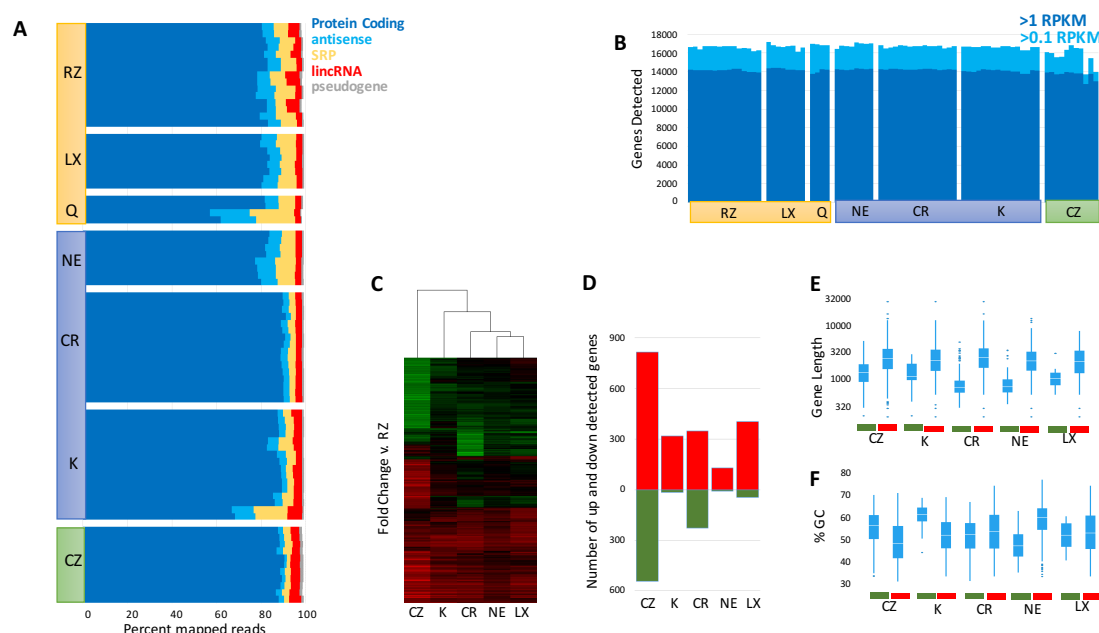 A
Protein Coding
antisense
SRP
lincRNA
pseudogene
RZ
LX
Q
NE
CR
K
CZ
0 20 40 60 80 100
Percent mapped reads
B
>1 RPKM
>0.1 RPKM
Genes Detected
18000
16000
14000
12000
10000
8000
6000
4000
2000
0
RZ LX Q NE CR K CZ
C
Fold Change v. RZ
CZ K CR NE LX
D
Number of up and down detected genes
900
600
300
0
300
600
CZ K CR NE LX
E
Gene Length
32000
10000
3200
1000
320
CZ K CR NE LX
F
%GC
80
70
60
50
40
30
CZ K CR NE LX